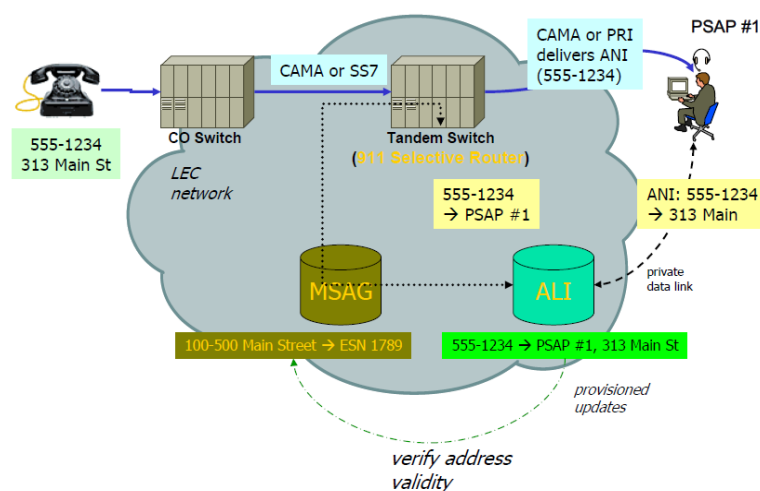 PSAP #1
CAMA or PRI
delivers ANI
(555-1234)
CAMA or SS7
CO Switch
Tandem Switch
(911 Selective Router)
555-1234
313 Main St
LEC
network
555-1234
→ PSAP #1
ANI: 555-1234
→ 313 Main
private
data link
MSAG
ALI
100-500 Main Street → ESN 1789
555-1234 → PSAP #1, 313 Main St
provisioned
updates
verify address
validity